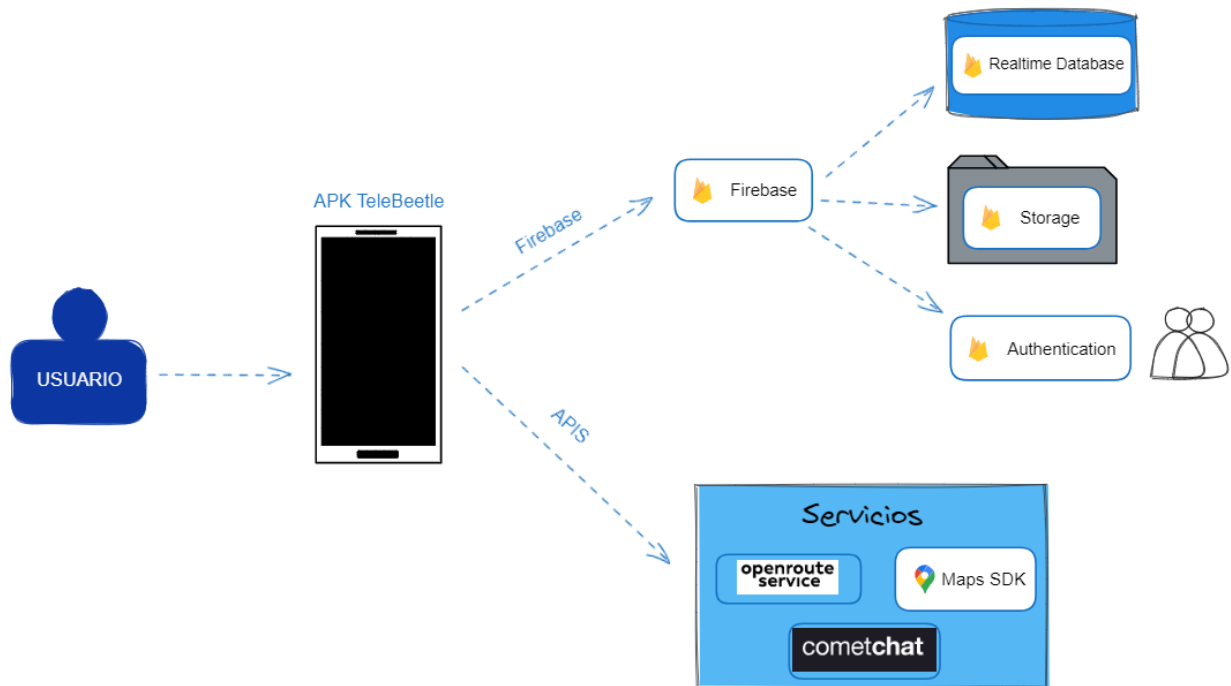 Realtime Database
APK TeleBeetle
Firebase
Firebase
Storage
USUARIO
Authentication
APIS
Servicios
openroute
service
Maps SDK
cometchat